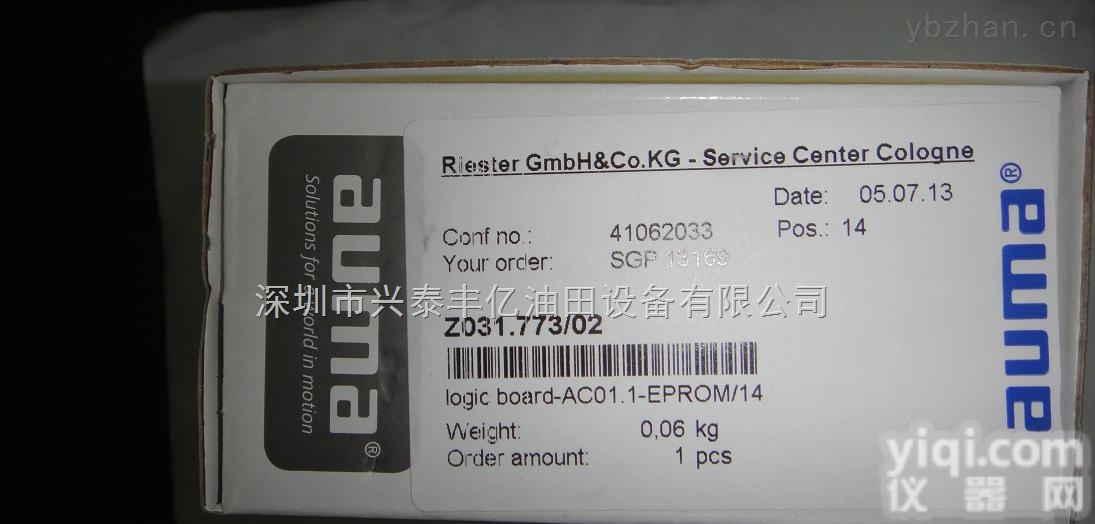 ybzhan.cn
Riester GmbH&Co.KG - Service Center Cologne
Date: 05.07.13
Conf no.: 41062033 Pos.: 14
Your order: SGP 13169
深圳市兴泰丰亿油田设备有限公司
Z031.773/02
logic board-AC01.1-EPROM/14
Weight: 0,06 kg
Order amount: 1 pcs
auma®
Solutions for a world in motion
auma®
yiqi.com
仪器网